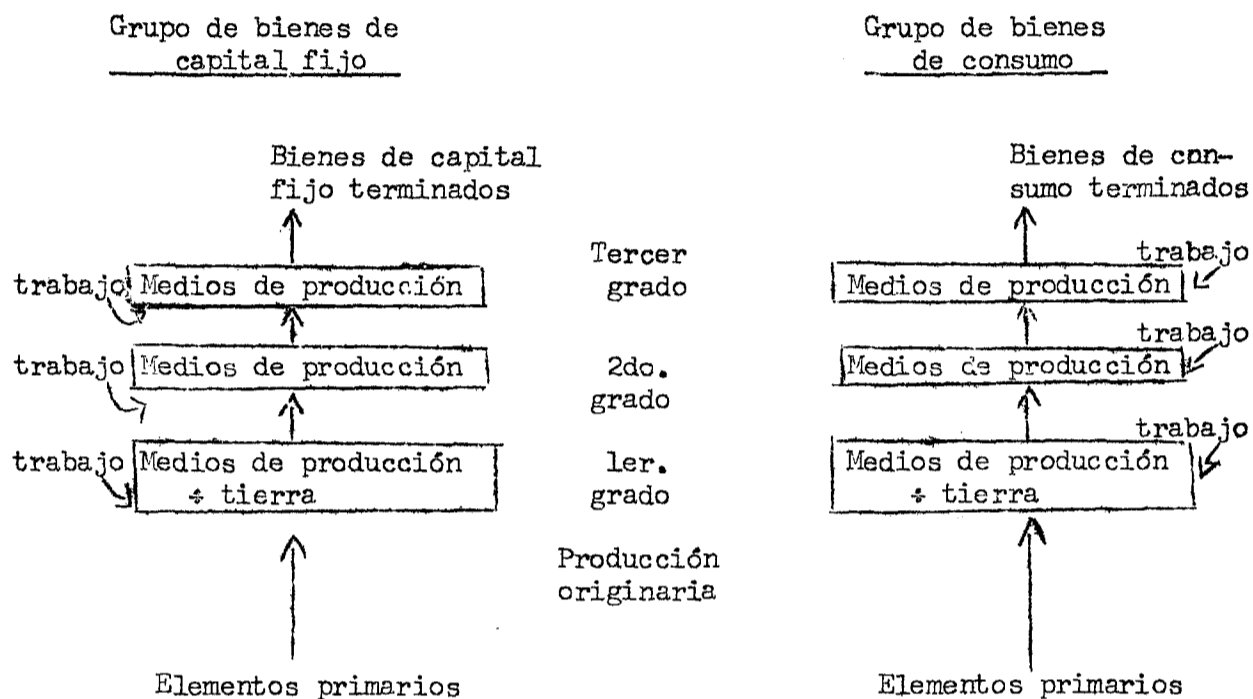 Grupo de bienes de
capital fijo
Grupo de bienes
de consumo
Bienes de capital
fijo terminados
Bienes de con-
sumo terminados
trabajo
Medios de producción
Tercer
grado
trabajo
Medios de producción
trabajo
Medios de producción
2do.
grado
trabajo
Medios de producción
trabajo
Medios de producción
+ tierra
1er.
grado
trabajo
Medios de producción
+ tierra
Producción
originaria
Elementos primarios
Elementos primarios